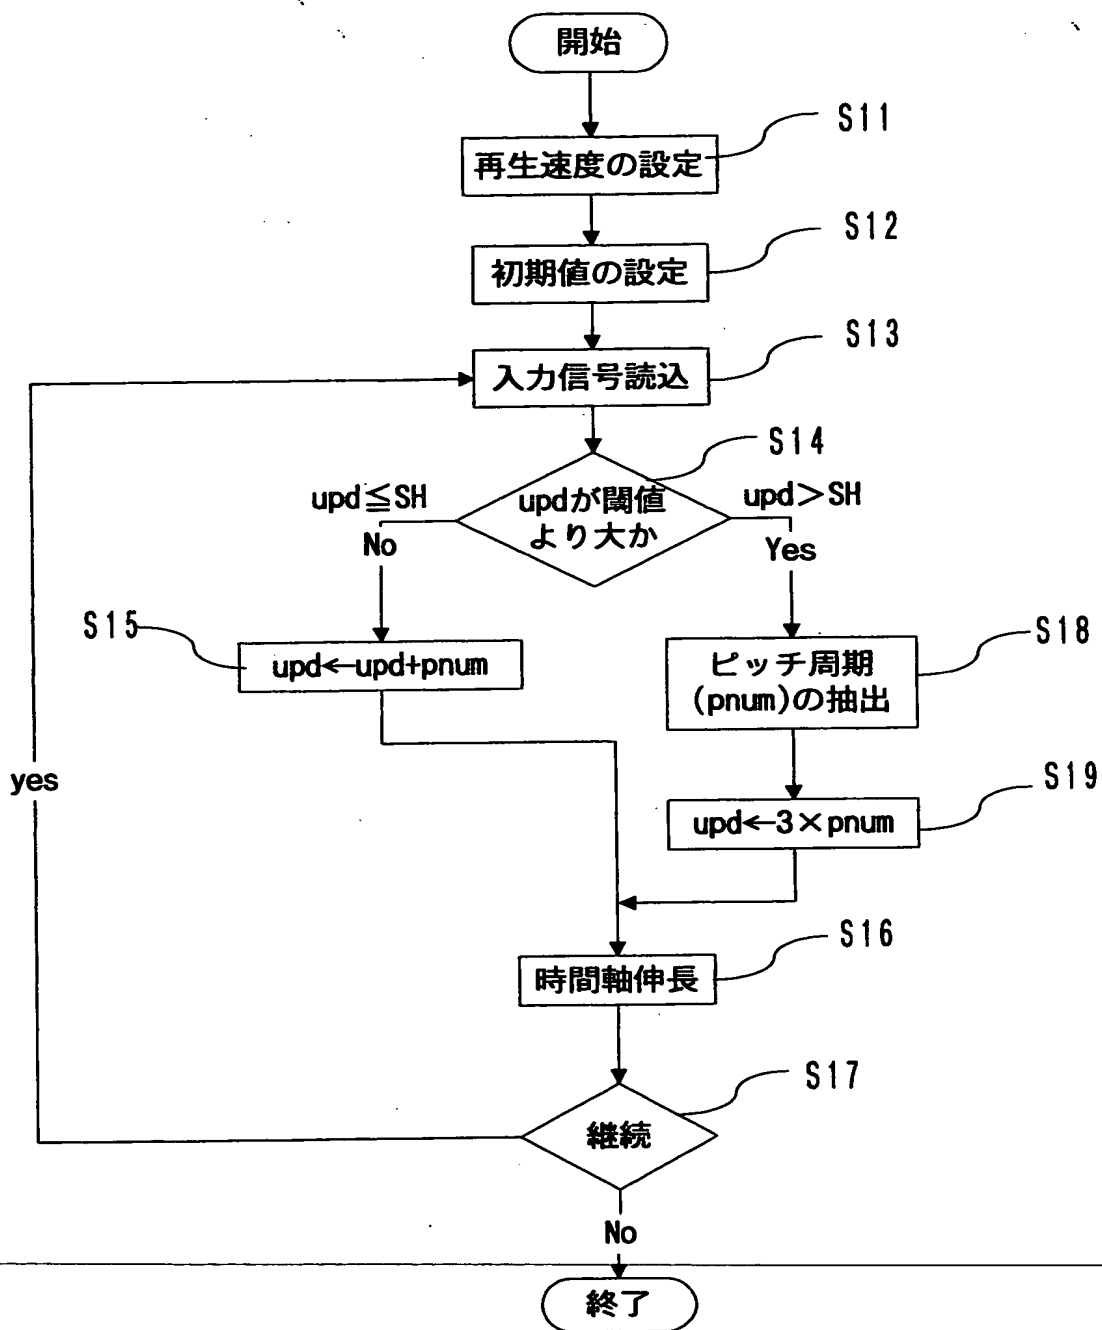 開始
S11
再生速度の設定
S12
初期値の設定
S13
入力信号読込
S14
upd≦SH
updが閾値
より大か
upd>SH
No
Yes
S15
upd←upd+pnum
S18
ピッチ周期
(pnum)の抽出
yes
S19
upd←3×pnum
S16
時間軸伸長
S17
継続
No
終了